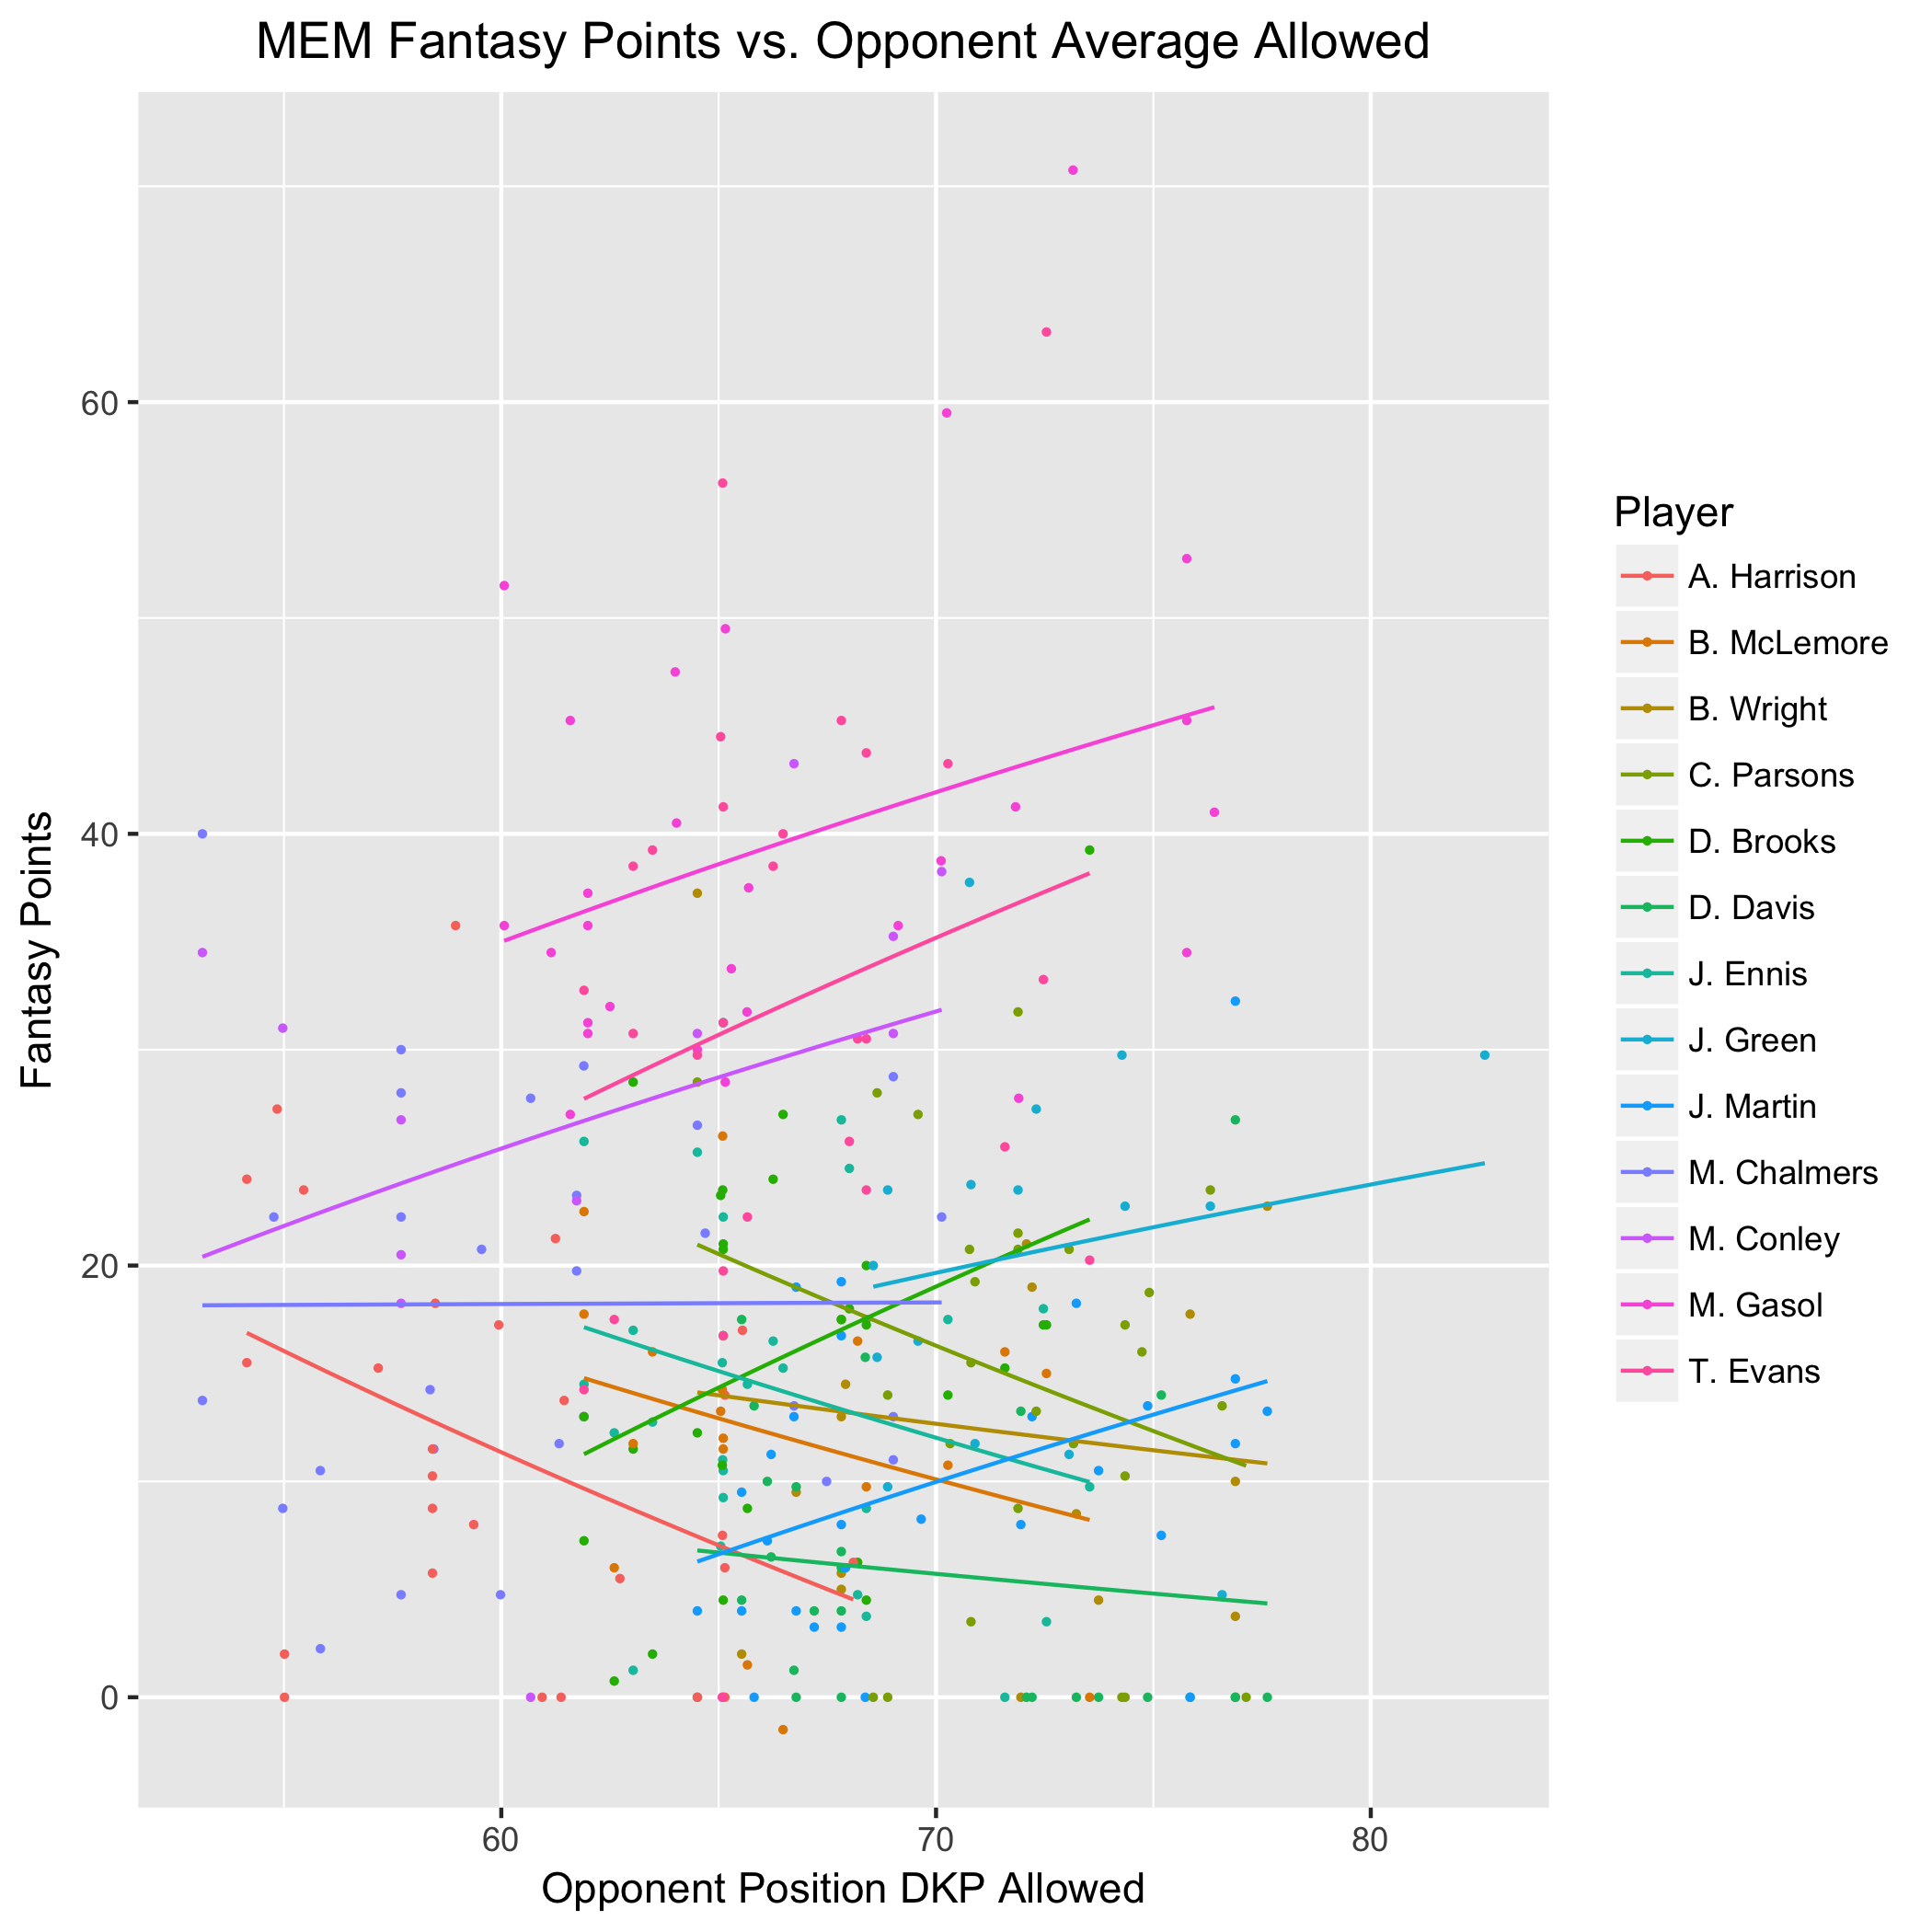 MEM Fantasy Points vs. Opponent Average Allowed
Fantasy Points
60
40
20
0
60 70 80
Opponent Position DKP Allowed
Player
A. Harrison
B. McLemore
B. Wright
C. Parsons
D. Brooks
D. Davis
J. Ennis
J. Green
J. Martin
M. Chalmers
M. Conley
M. Gasol
T. Evans